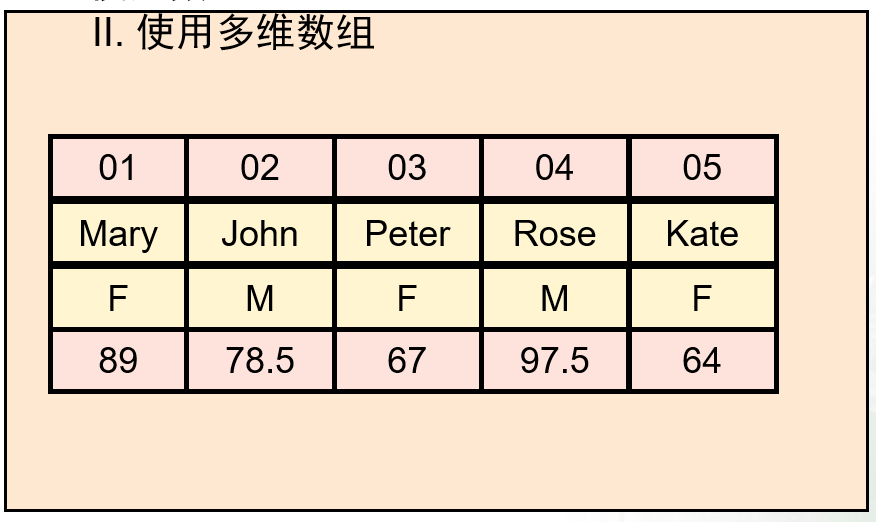 II. 使用多维数组
01 02 03 04 05
Mary John Peter Rose Kate
F M F M F
89 78.5 67 97.5 64